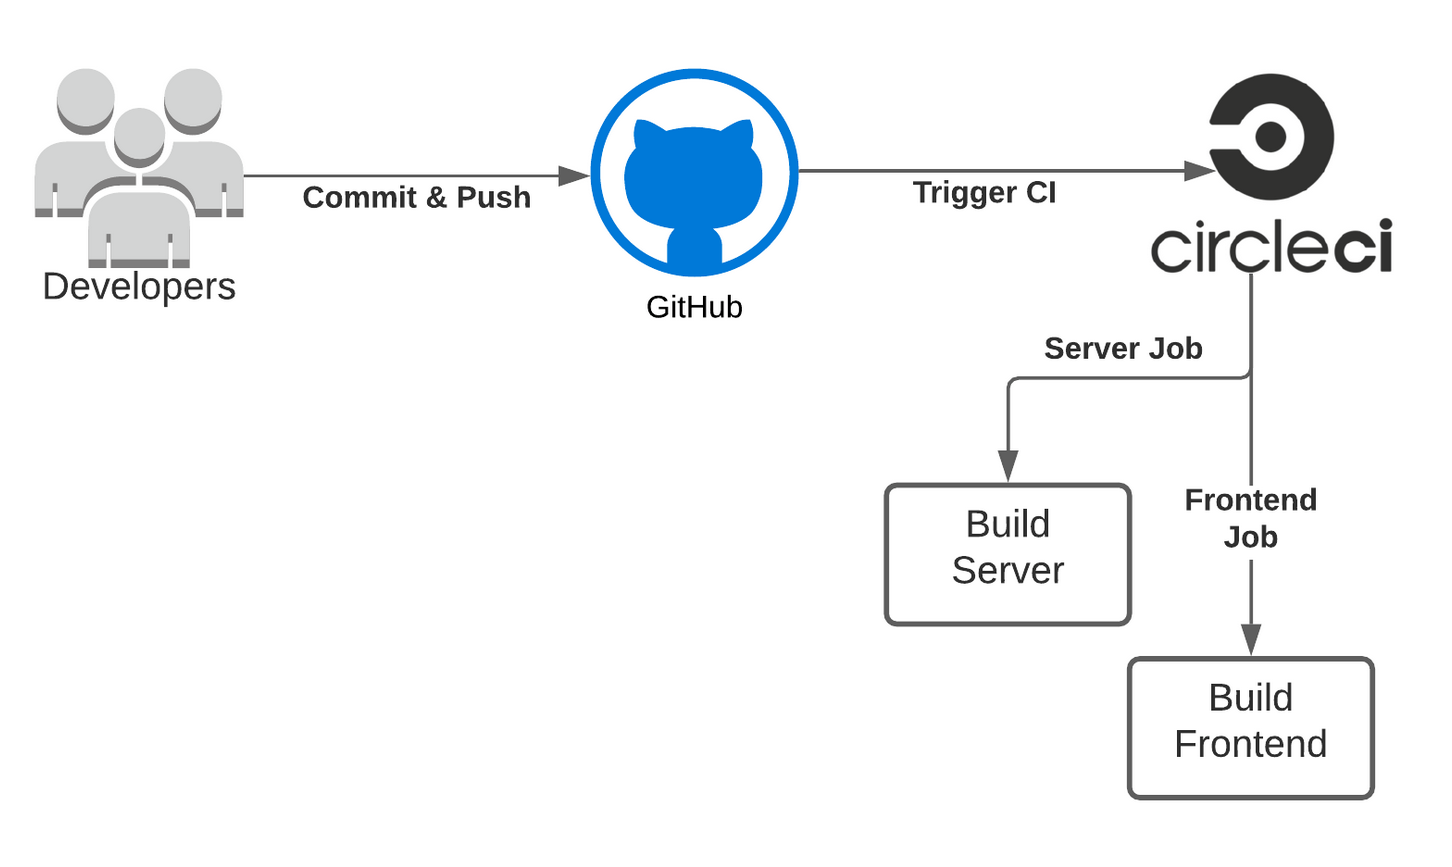 Commit & Push
Trigger CI
circleci
Developers
GitHub
Server Job
Frontend
Job
Build
Server
Build
Frontend